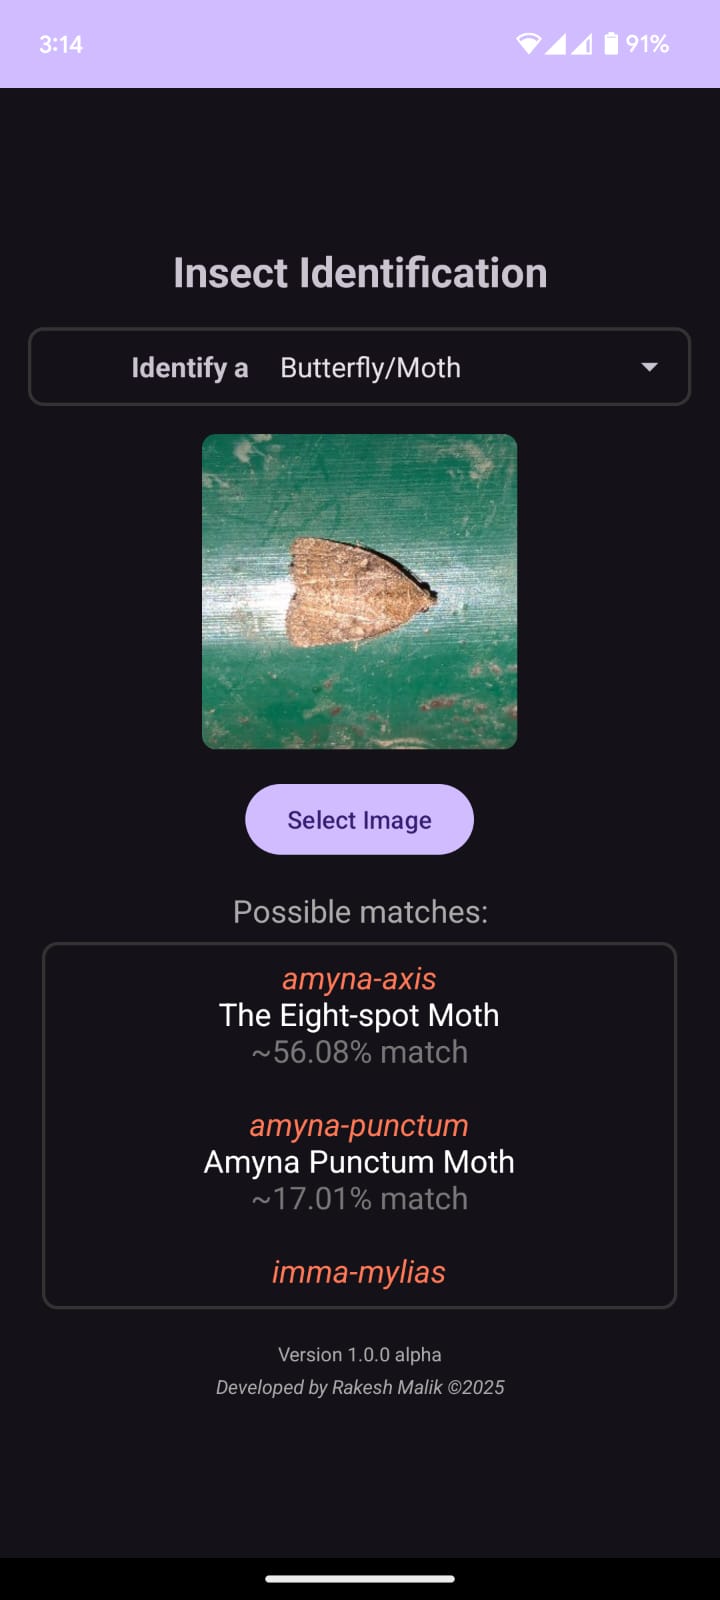 3:14 91%
Insect Identification
Identify a Butterfly/Moth
Select Image
Possible matches:
amyna-axis
The Eight-spot Moth
~56.08% match
amyna-punctum
Amyna Punctum Moth
~17.01% match
imma-mylias
Version 1.0.0 alpha
Developed by Rakesh Malik ©2025